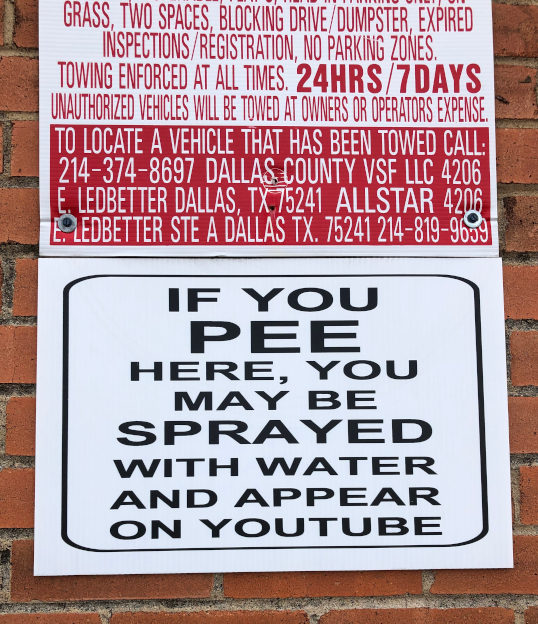 GRASS, TWO SPACES, BLOCKING DRIVE/DUMPSTER, EXPIRED
INSPECTIONS/REGISTRATION, NO PARKING ZONES.
TOWING ENFORCED AT ALL TIMES. 24HRS/7DAYS
UNAUTHORIZED VEHICLES WILL BE TOWED AT OWNERS OR OPERATORS EXPENSE.
TO LOCATE A VEHICLE THAT HAS BEEN TOWED CALL:
214-374-8697 DALLAS COUNTY VSF LLC 4206
E. LEDBETTER DALLAS, TX 75241 ALLSTAR 4206
E. LEDBETTER STE A DALLAS TX. 75241 214-819-9659
IF YOU
PEE
HERE, YOU
MAY BE
SPRAYED
WITH WATER
AND APPEAR
ON YOUTUBE